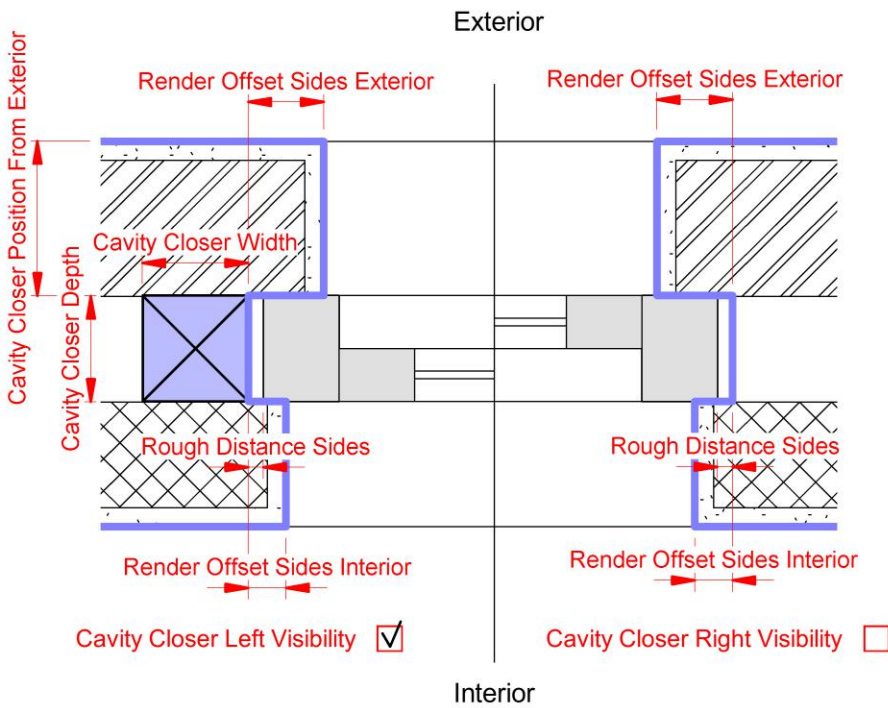 Exterior
Render Offset Sides Exterior
Render Offset Sides Exterior
Cavity Closer Position From Exterior
Cavity Closer Width
Cavity Closer Depth
Rough Distance Sides
Rough Distance Sides
Render Offset Sides Interior
Render Offset Sides Interior
Cavity Closer Left Visibility
Cavity Closer Right Visibility
Interior